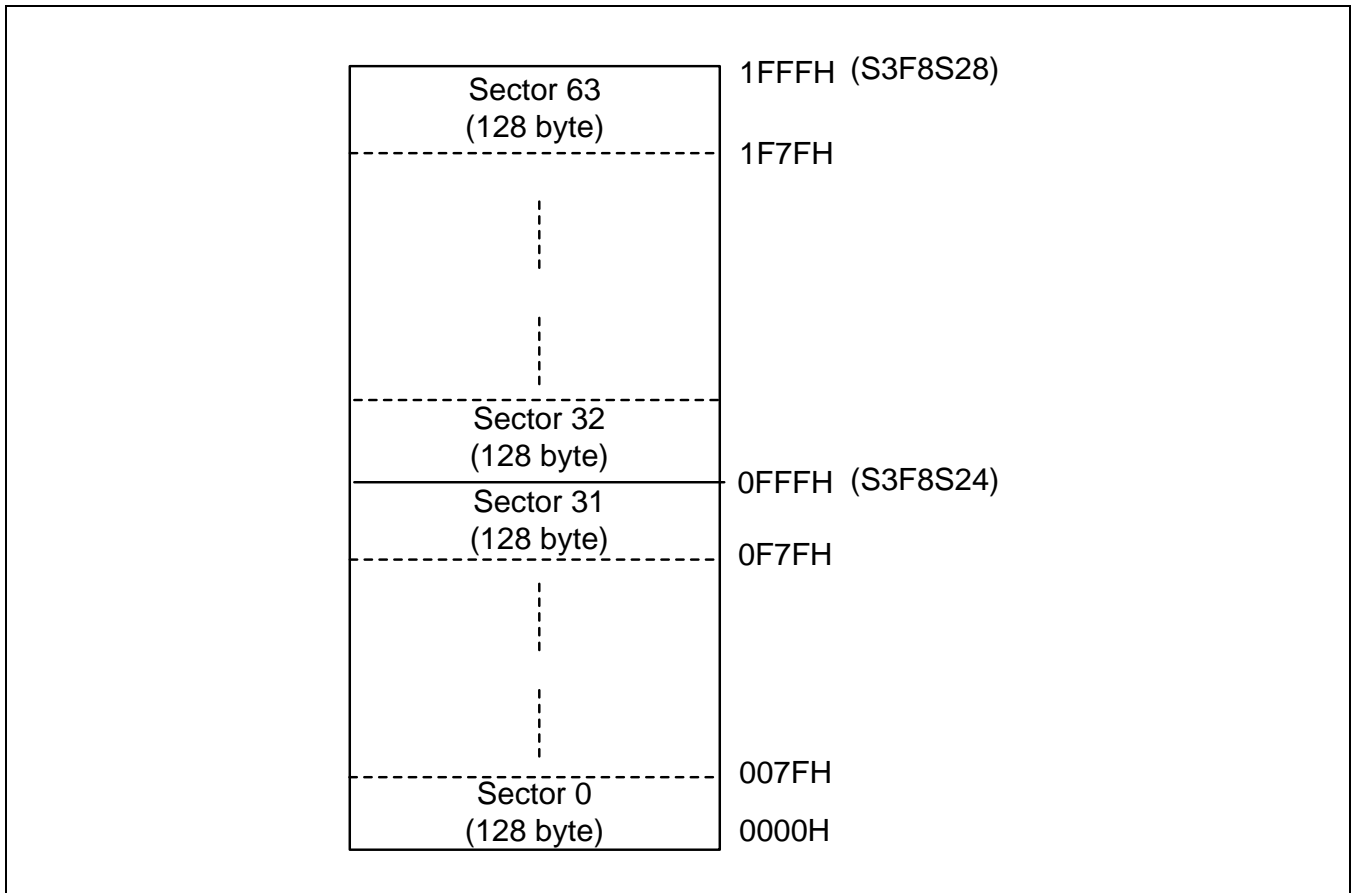 1FFFH (S3F8S28)
Sector 63
(128 byte)
1F7FH
Sector 32
(128 byte)
0FFFH (S3F8S24)
Sector 31
(128 byte)
0F7FH
007FH
Sector 0
(128 byte)
0000H